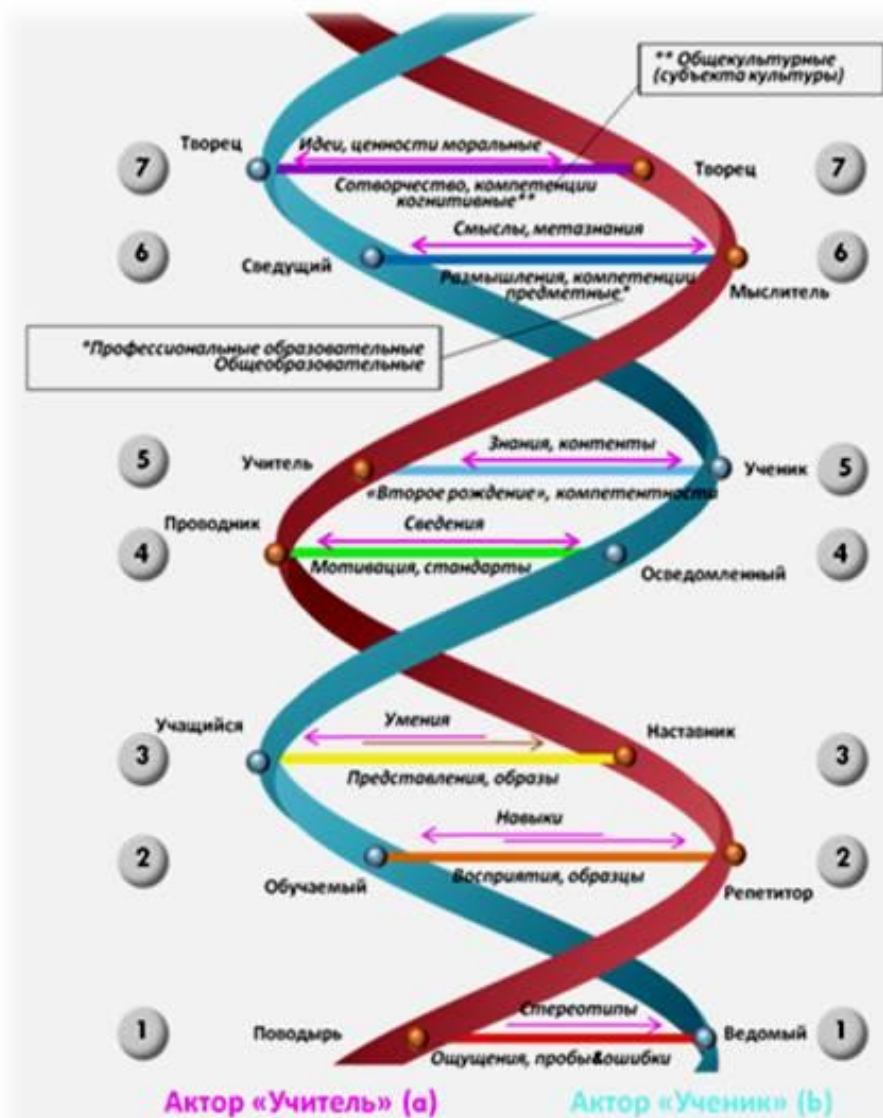 ** Общекультурные
(субъекта культуры)
Творец
Идеи, ценности моральные
7
Творец
7
Сотворчество, компетенции
когнитивные**
Смыслы, метазнания
6
Сведущий
6
Размышления, компетенции
предметные*
Мыслитель
*Профессиональные образовательные
Общеобразовательные
Знания, контенты
5
Учитель
Ученик
5
«Второе рождение», компетентности
Проводник
Сведения
4
4
Мотивация, стандарты
Осведомленный
Учащийся
Умения
Наставник
3
3
Представления, образы
Навыки
2
2
Обучаемый
Восприятия, образцы
Репетитор
Стереотипы
1
Поводырь
Ведомый
1
Ощущения, пробы&ошибки
Актор «Учитель» (а)
Актор «Ученик» (b)